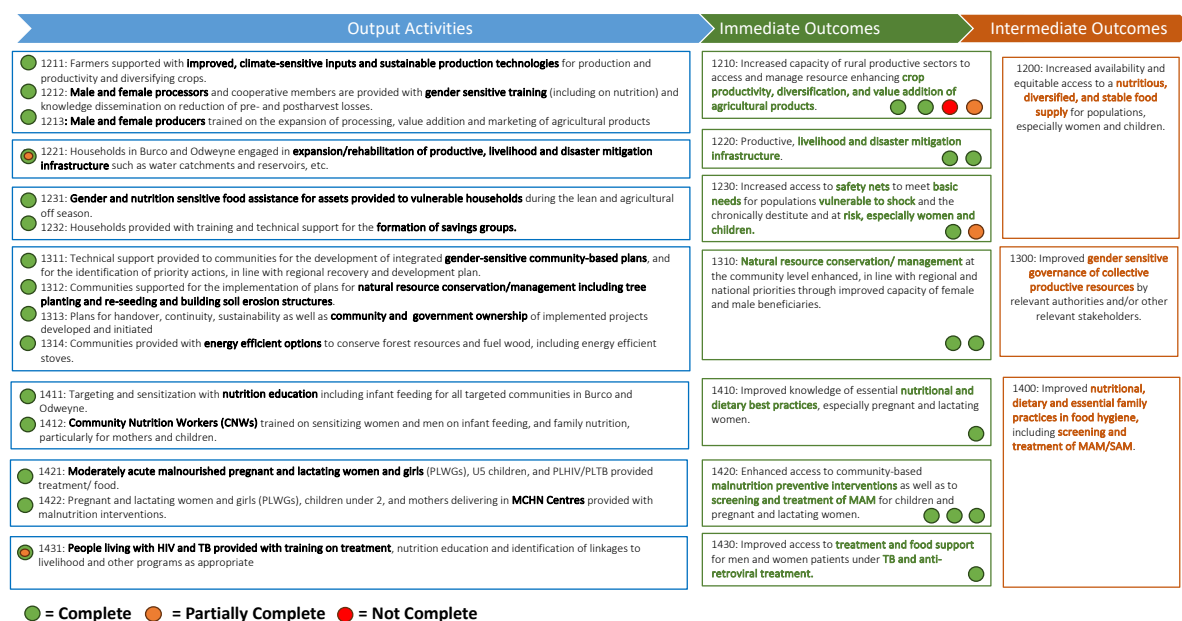 Output Activities
Immediate Outcomes
Intermediate Outcomes
1211: Farmers supported with improved, climate-sensitive inputs and sustainable production technologies for production and
productivity and diversifying crops.
1212: Male and female processors and cooperative members are provided with gender sensitive training (including on nutrition) and
knowledge dissemination on reduction of pre- and postharvest losses.
1213: Male and female producers trained on the expansion of processing, value addition and marketing of agricultural products
1210: Increased capacity of rural productive sectors to
access and manage resource enhancing crop
productivity, diversification, and value addition of
agricultural products.
1200: Increased availability and
equitable access to a nutritious,
diversified, and stable food
supply for populations,
especially women and children.
1221: Households in Burco and Odweyne engaged in expansion/rehabilitation of productive, livelihood and disaster mitigation
infrastructure such as water catchments and reservoirs, etc.
1220: Productive, livelihood and disaster mitigation
infrastructure.
1231: Gender and nutrition sensitive food assistance for assets provided to vulnerable households during the lean and agricultural
off season.
1232: Households provided with training and technical support for the formation of savings groups.
1230: Increased access to safety nets to meet basic
needs for populations vulnerable to shock and the
chronically destitute and at risk, especially women and
children.
1311: Technical support provided to communities for the development of integrated gender-sensitive community-based plans, and
for the identification of priority actions, in line with regional recovery and development plan.
1312: Communities supported for the implementation of plans for natural resource conservation/management including tree
planting and re-seeding and building soil erosion structures.
1313: Plans for handover, continuity, sustainability as well as community and government ownership of implemented projects
developed and initiated
1314: Communities provided with energy efficient options to conserve forest resources and fuel wood, including energy efficient
stoves.
1310: Natural resource conservation/ management at
the community level enhanced, in line with regional and
national priorities through improved capacity of female
and male beneficiaries.
1300: Improved gender sensitive
governance of collective
productive resources by
relevant authorities and/or other
relevant stakeholders.
1411: Targeting and sensitization with nutrition education including infant feeding for all targeted communities in Burco and
Odweyne.
1412: Community Nutrition Workers (CNWs) trained on sensitizing women and men on infant feeding, and family nutrition,
particularly for mothers and children.
1410: Improved knowledge of essential nutritional and
dietary best practices, especially pregnant and lactating
women.
1400: Improved nutritional,
dietary and essential family
practices in food hygiene,
including screening and
treatment of MAM/SAM.
1421: Moderately acute malnourished pregnant and lactating women and girls (PLWGs), U5 children, and PLHIV/PLTB provided
treatment/ food.
1422: Pregnant and lactating women and girls (PLWGs), children under 2, and mothers delivering in MCHN Centres provided with
malnutrition interventions.
1420: Enhanced access to community-based
malnutrition preventive interventions as well as to
screening and treatment of MAM for children and
pregnant and lactating women.
1431: People living with HIV and TB provided with training on treatment, nutrition education and identification of linkages to
livelihood and other programs as appropriate
1430: Improved access to treatment and food support
for men and women patients under TB and anti-
retroviral treatment.
= Complete = Partially Complete = Not Complete